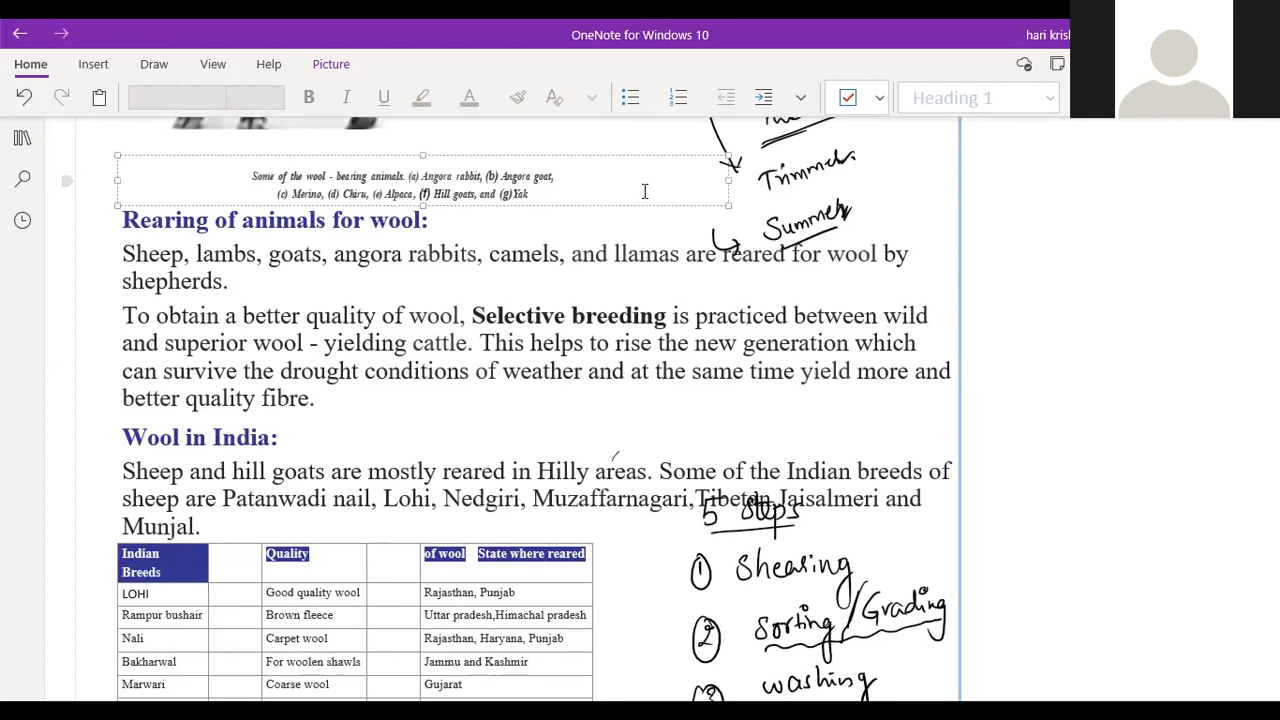 OneNote for Windows 10
hari krish
Home Insert Draw View Help Picture
B I U A Heading 1
Some of the wool - bearing animals. (a) Angora rabbit, (b) Angora goat,
(c) Merino, (d) Chiru, (e) Alpaca, (f) Hill goats, and (g)Yak
Trimmers
Summer
Rearing of animals for wool:
Sheep, lambs, goats, angora rabbits, camels, and llamas are reared for wool by
shepherds.
To obtain a better quality of wool, Selective breeding is practiced between wild
and superior wool - yielding cattle. This helps to rise the new generation which
can survive the drought conditions of weather and at the same time yield more and
better quality fibre.
Wool in India:
Sheep and hill goats are mostly reared in Hilly areas. Some of the Indian breeds of
sheep are Patanwadi nail, Lohi, Nedgiri, Muzaffarnagari,Tibetan,Jaisalmeri and
Munjal.
5 Steps
① Shearing
② Sorting/Grading
③ washing
Indian Breeds Quality of wool State where reared
LOHI Good quality wool Rajasthan, Punjab
Rampur bushair Brown fleece Uttar pradesh,Himachal pradesh
Nali Carpet wool Rajasthan, Haryana, Punjab
Bakharwal For woolen shawls Jammu and Kashmir
Marwari Coarse wool Gujarat